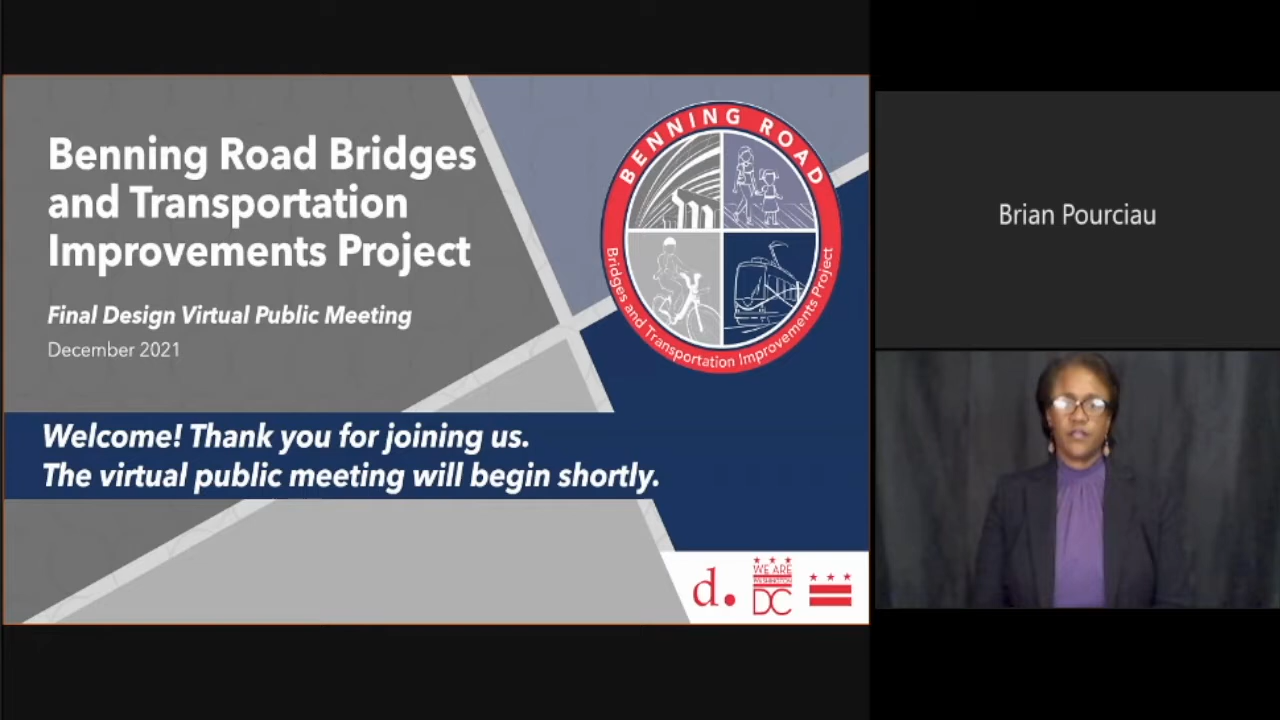 Benning Road Bridges
and Transportation
Improvements Project
Final Design Virtual Public Meeting
December 2021
Welcome! Thank you for joining us.
The virtual public meeting will begin shortly.
BENNING ROAD
Bridges and Transportation Improvements Project
d.
WE ARE
WASHINGTON
DC
Brian Pourciau